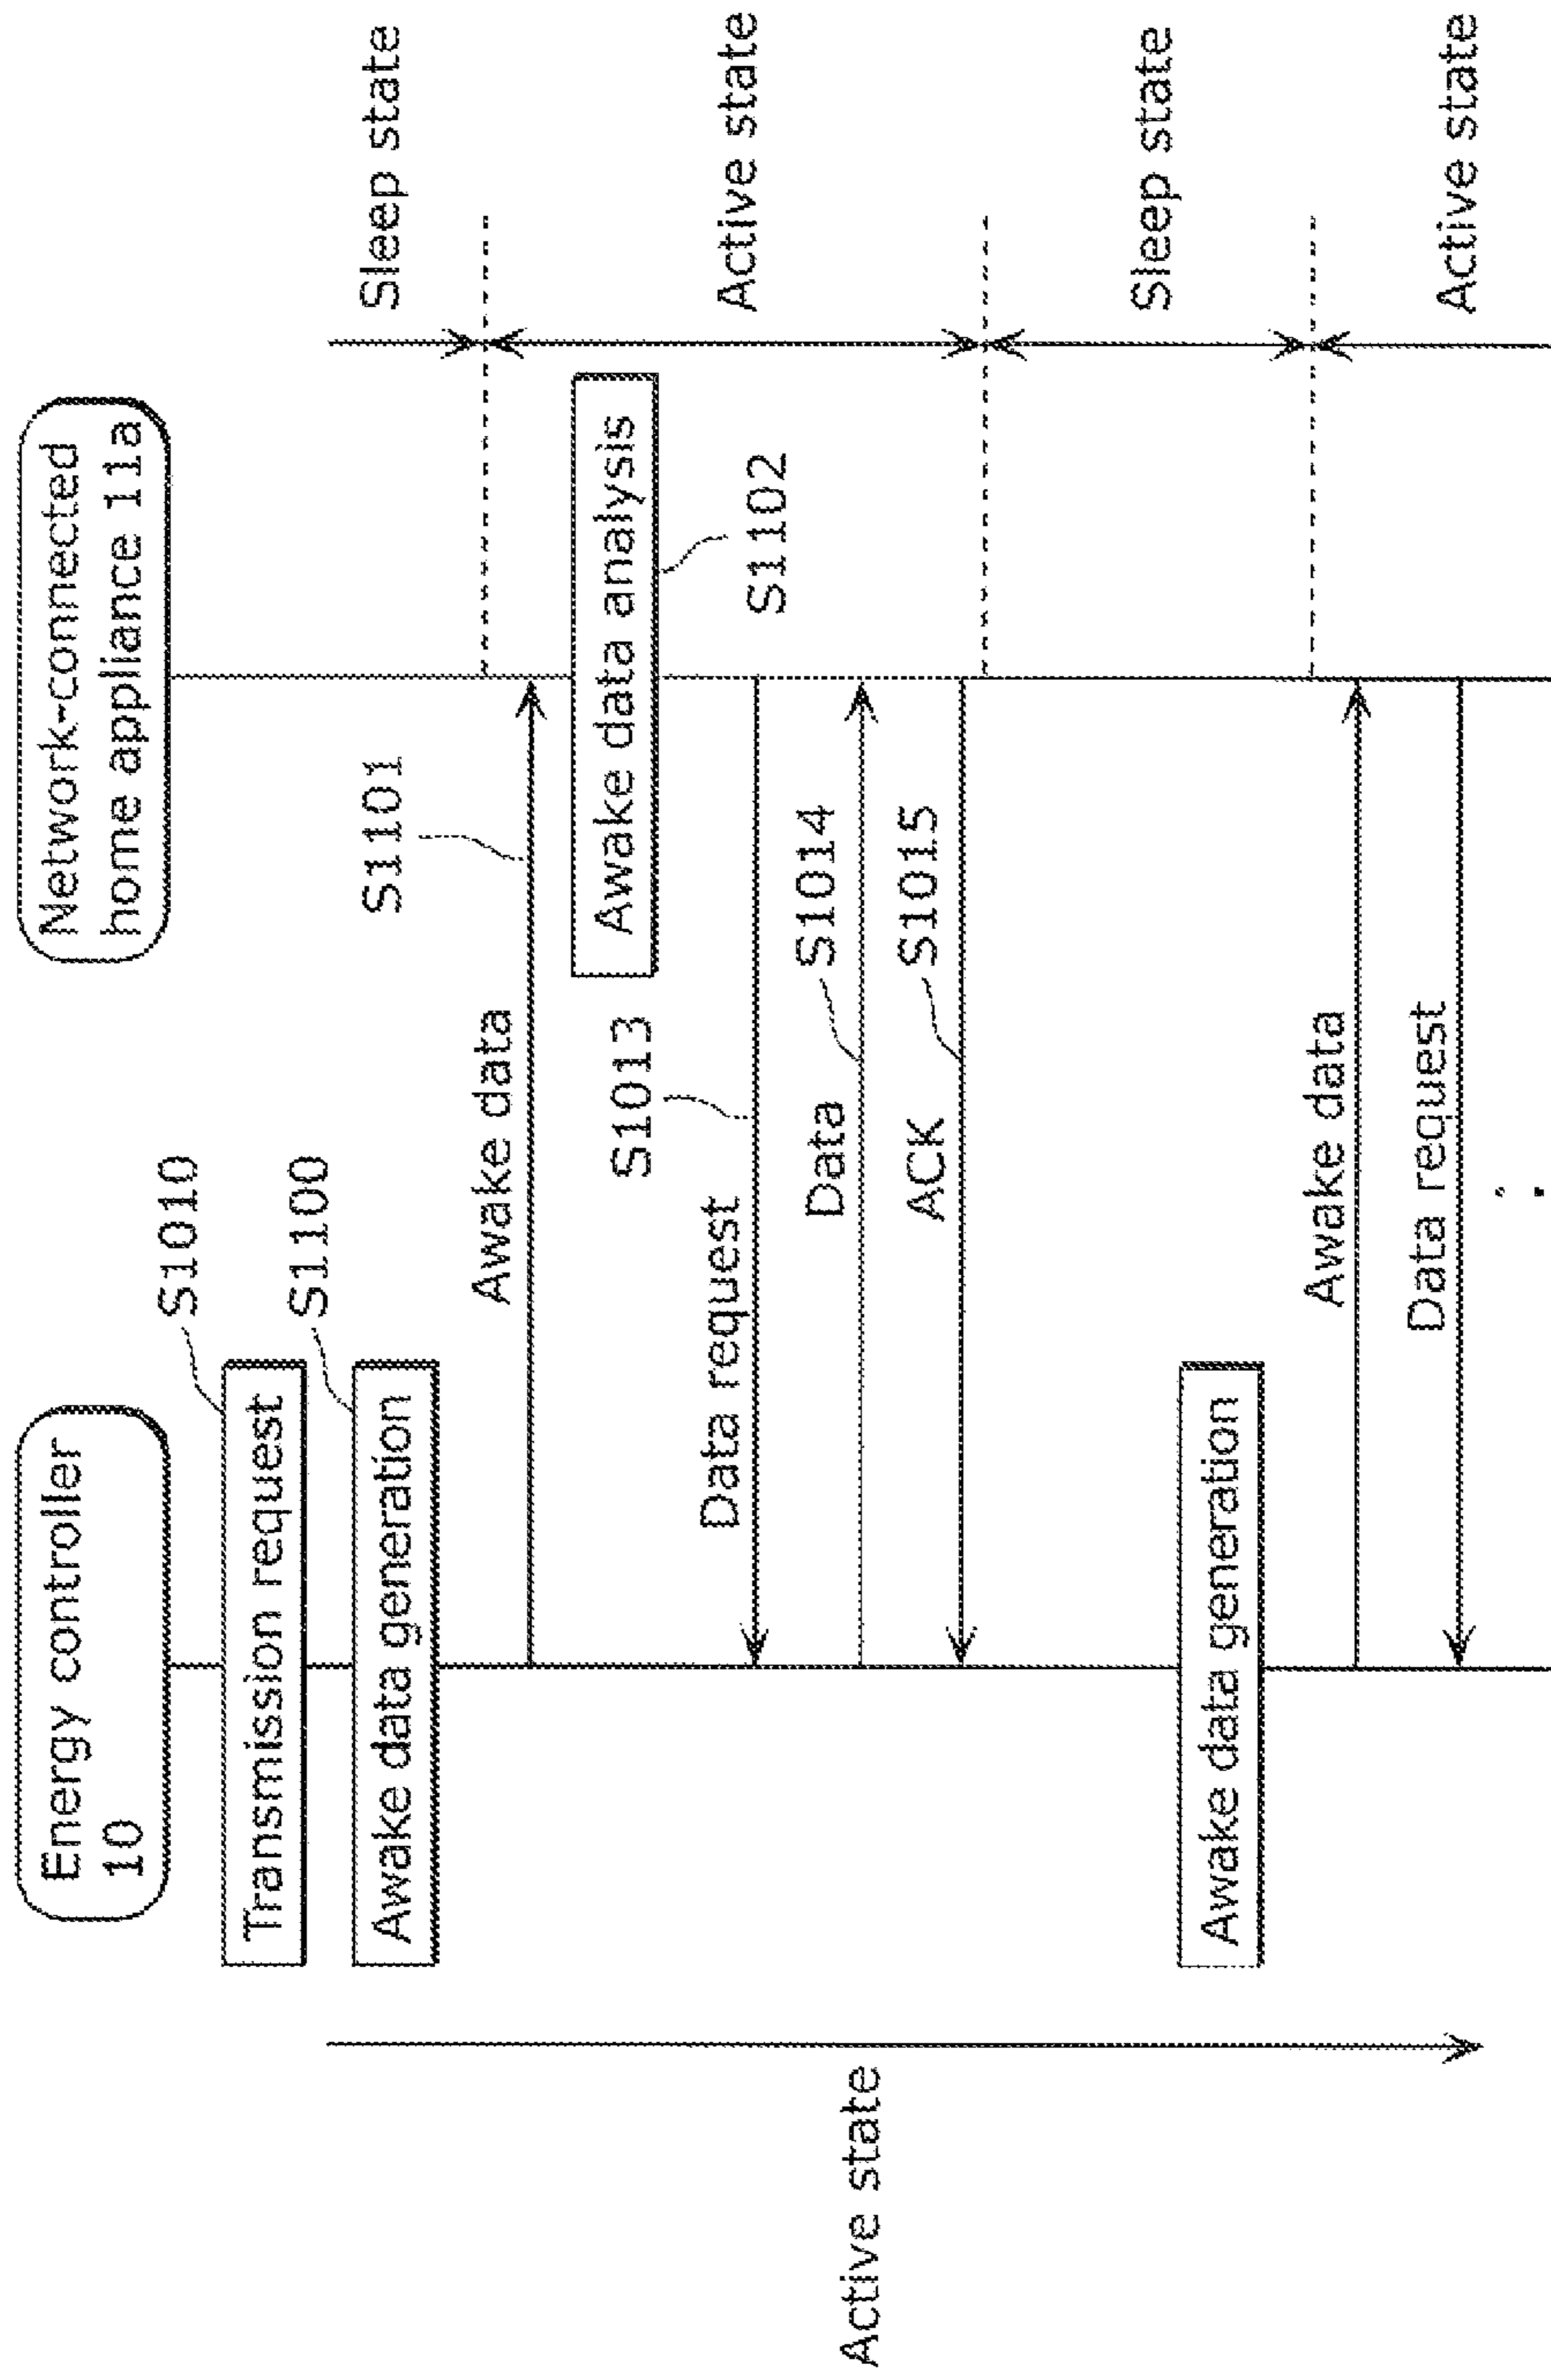 Energy controller
10
Network-connected
home appliance 11a
Transmission request
S1010
Awake data generation
S1100
Sleep state
Awake data
S1101
Awake data analysis
S1102
Active state
Active state
Data request
S1013
Data
S1014
ACK
S1015
Sleep state
Awake data generation
Awake data
Data request
Active state